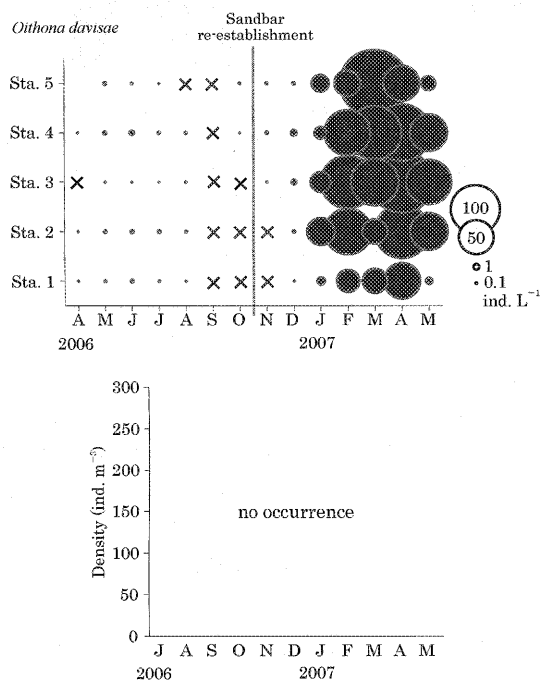 Oithona davisae
Sandbar
re-establishment
Sta. 5
Sta. 4
Sta. 3
Sta. 2
Sta. 1
100
50
1
0.1
ind. L⁻¹
A M J J A S O N D J F M A M
2006 2007
300
250
200
150
100
50
0
Density (ind. m⁻³)
no occurrence
J J A S O N D J F M A M
2006 2007